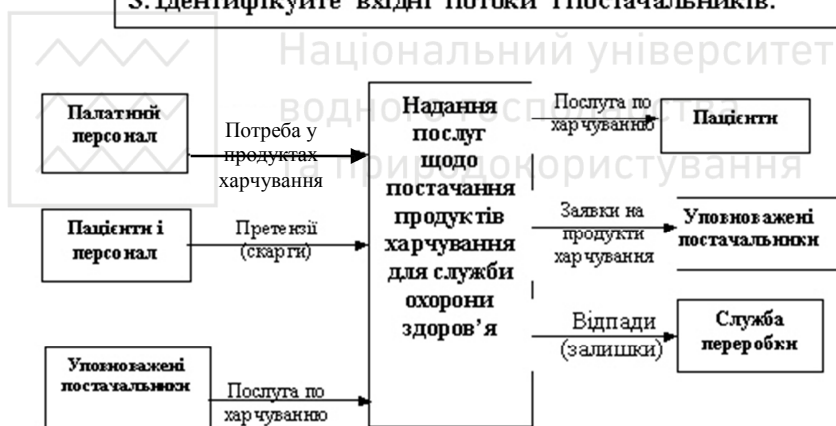 3. Ідентифікуйте вхідні потоки і постачальників.
Національний університет
водного господарства
та природокористування
Палатний
персонал
Потреба у
продуктах
харчування
Пацієнти і
персонал
Претензії
(скарги)
Уповноважені
постачальники
Послуга по
харчуванню
Надання
послуг
щодо
постачання
продуктів
харчування
для служби
охорони
здоров’я
Послуга по
харчуванню
Пацієнти
Заявки на
продукти
харчування
Уповноважені
постачальники
Відпади
(залишки)
Служба
переробки